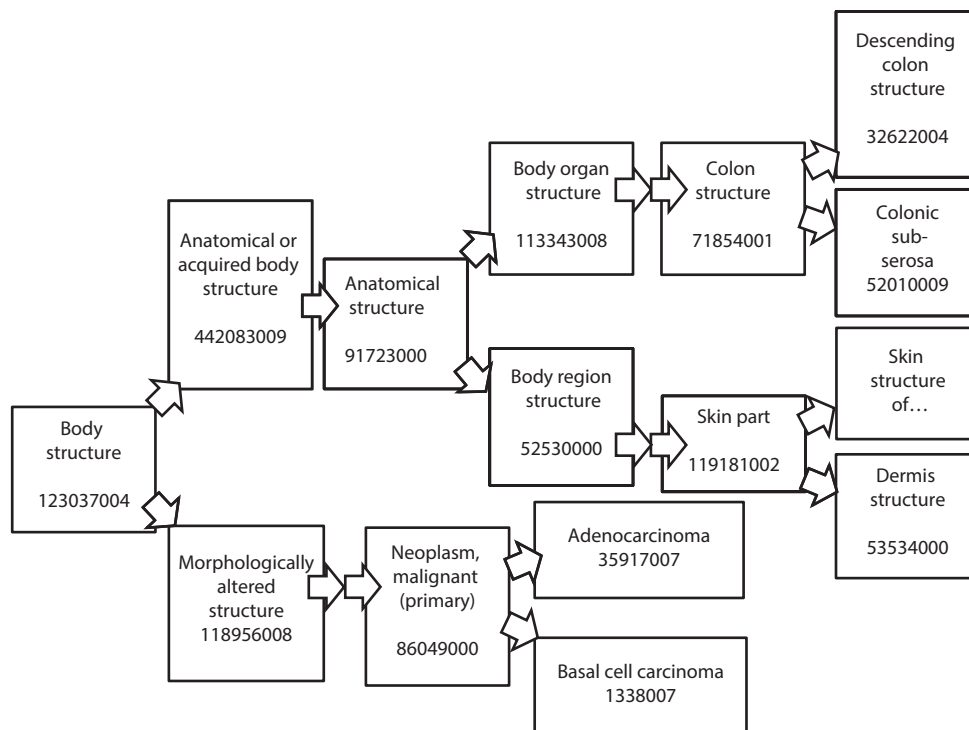 Body
structure
123037004
Anatomical or
acquired body
structure
442083009
Anatomical
structure
91723000
Body organ
structure
113343008
Colon
structure
71854001
Descending
colon
structure
32622004
Colonic
sub-
serosa
52010009
Body region
structure
52530000
Skin part
119181002
Skin
structure
of...
Dermis
structure
53534000
Morphologically
altered
structure
118956008
Neoplasm,
malignant
(primary)
86049000
Adenocarcinoma
35917007
Basal cell carcinoma
1338007